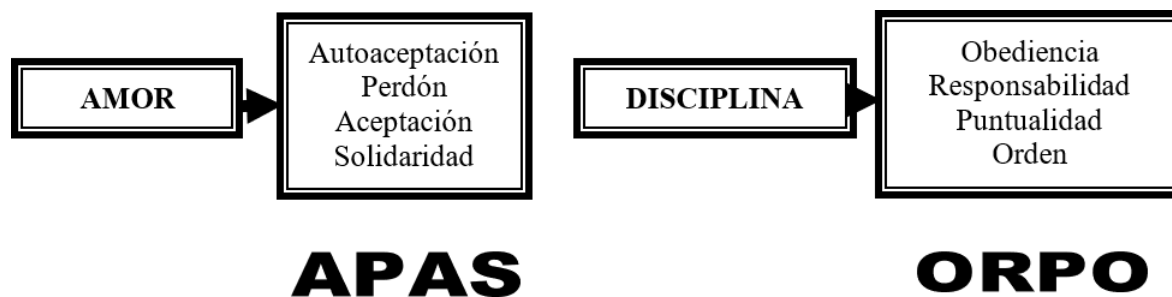 AMOR
Autoaceptación
Perdón
Aceptación
Solidaridad
APAS
DISCIPLINA
Obediencia
Responsabilidad
Puntualidad
Orden
ORPO